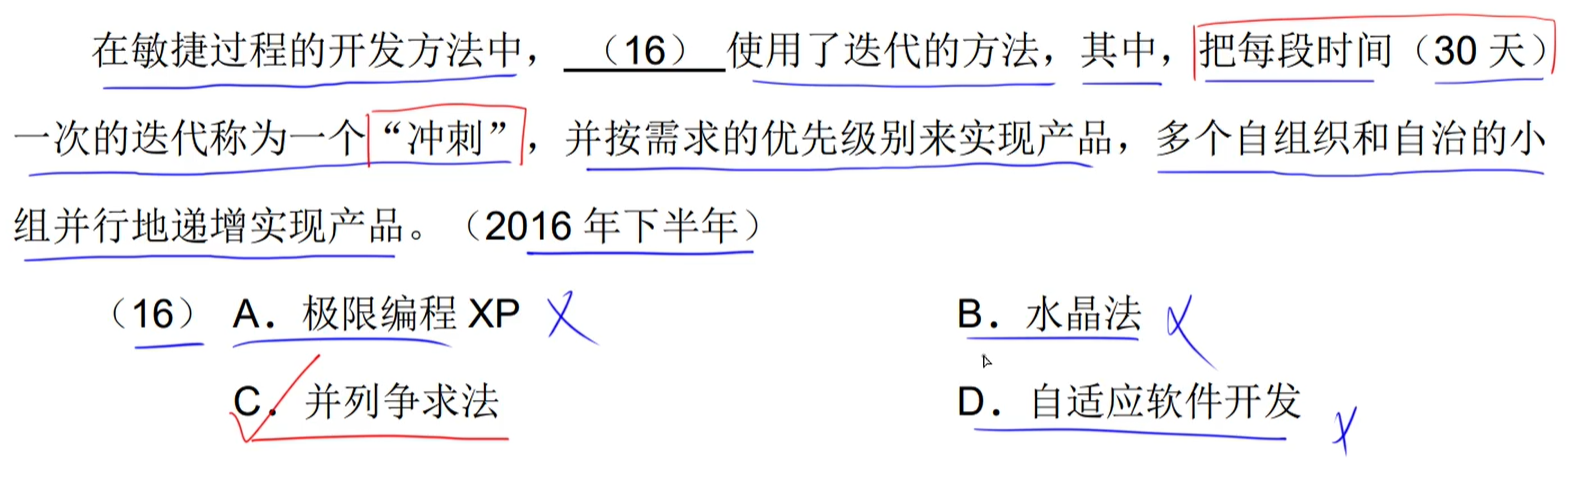 在敏捷过程的开发方法中，（16）使用了迭代的方法，其中，把每段时间（30 天）
一次的迭代称为一个“冲刺”，并按需求的优先级别来实现产品，多个自组织和自治的小
组并行地递增实现产品。（2016 年下半年）
（16） A．极限编程 XP B．水晶法
C．并列争求法 D．自适应软件开发